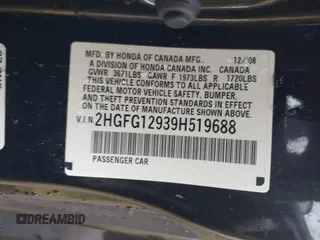 MFD. BY HONDA OF CANADA MFG. 12/08
A DIVISION OF HONDA CANADA INC. CANADA
GVWR 3671LBS GAWR F 1973LBS R 1720LBS
THIS VEHICLE CONFORMS TO ALL APPLICABLE
FEDERAL MOTOR VEHICLE SAFETY, BUMPER, AND
THEFT PREVENTION STANDARDS IN EFFECT ON
THE DATE OF MANUFACTURE SHOWN ABOVE.
V.I.N. 2HGFG12939H519688
PASSENGER CAR
DREAMBID